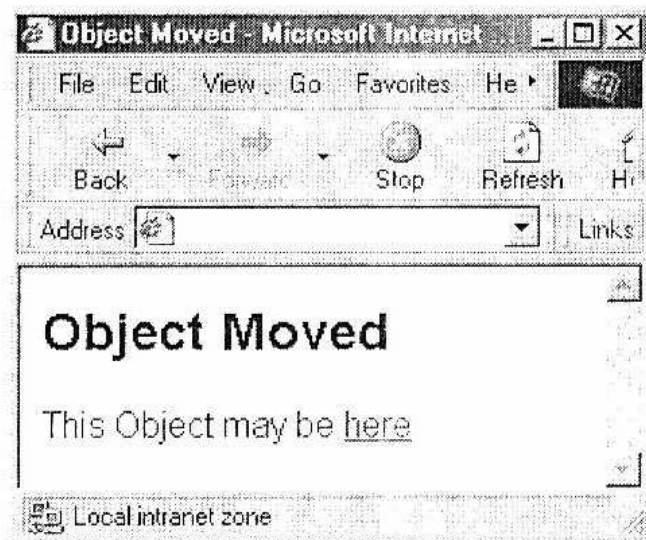 Object Moved - Microsoft Internet ...
File Edit View Go Favorites He
Back Forward Stop Refresh H
Address Links
Object Moved
This Object may be here
Local intranet zone